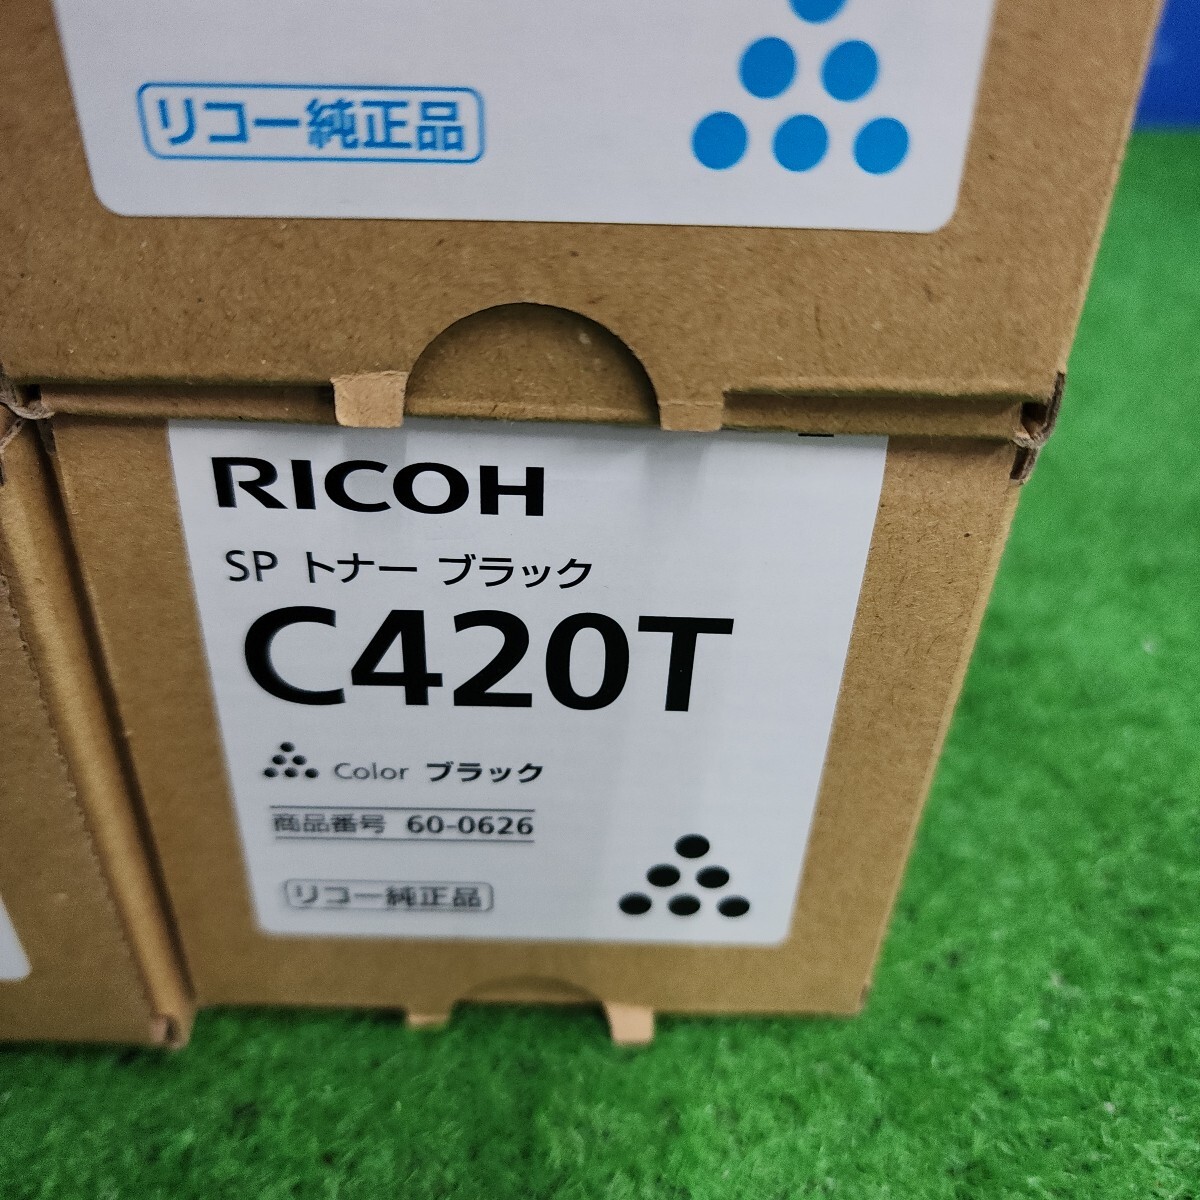 リコー純正品
RICOH
SP トナー ブラック
C420T
Color ブラック
商品番号 60-0626
リコー純正品